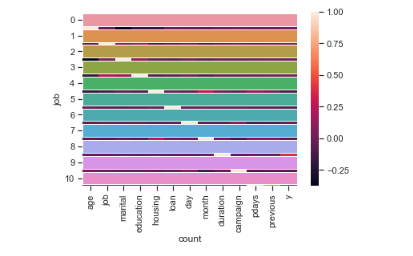 0
1
2
3
4
5
6
7
8
9
10
job
age
job
marital
education
housing
loan
day
month
duration
campaign
pdays
previous
y
count
1.00
0.75
0.50
0.25
0.00
−0.25